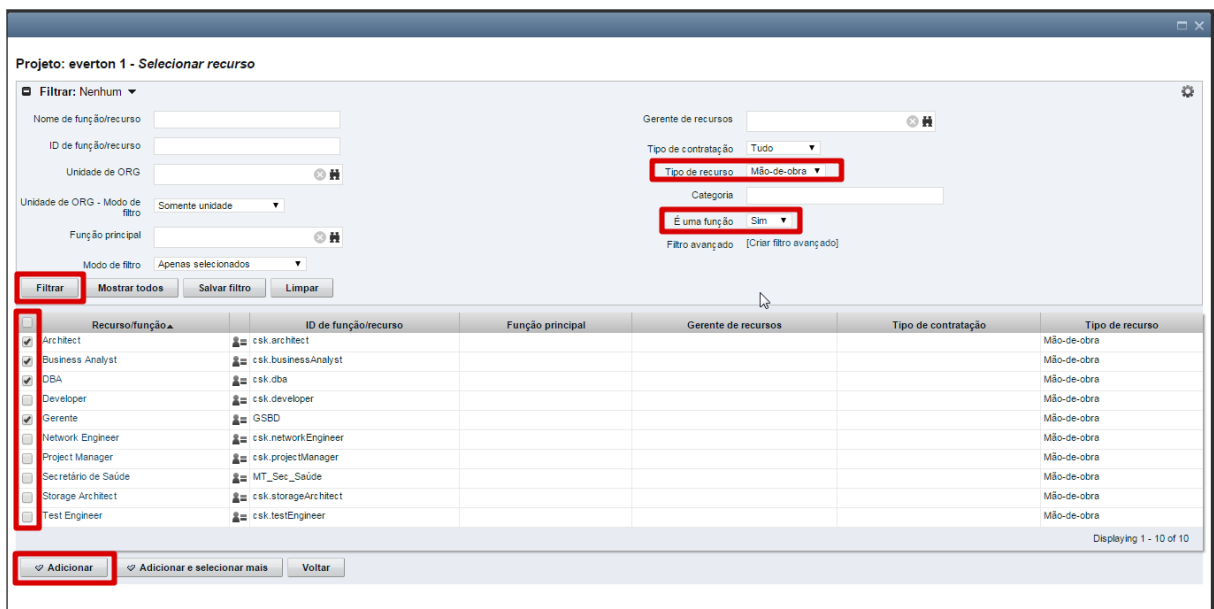 Projeto: everton 1 - Selecionar recurso
Filtrar: Nenhum
Nome de função/recurso
ID de função/recurso
Unidade de ORG
Unidade de ORG - Modo de filtro Somente unidade
Função principal
Modo de filtro Apenas selecionados
Gerente de recursos
Tipo de contratação Tudo
Tipo de recurso Mão-de-obra
Categoria
É uma função Sim
Filtro avançado [Criar filtro avançado]
Filtrar Mostrar todos Salvar filtro Limpar
Recurso/função ID de função/recurso Função principal Gerente de recursos Tipo de contratação Tipo de recurso
Architect csk.architect Mão-de-obra
Business Analyst csk.businessAnalyst Mão-de-obra
DBA csk.dba Mão-de-obra
Developer csk.developer Mão-de-obra
Gerente GSBD Mão-de-obra
Network Engineer csk.networkEngineer Mão-de-obra
Project Manager csk.projectManager Mão-de-obra
Secretário de Saúde MT_Sec_Saúde Mão-de-obra
Storage Architect csk.storageArchitect Mão-de-obra
Test Engineer csk.testEngineer Mão-de-obra
Displaying 1 - 10 of 10
Adicionar Adicionar e selecionar mais Voltar